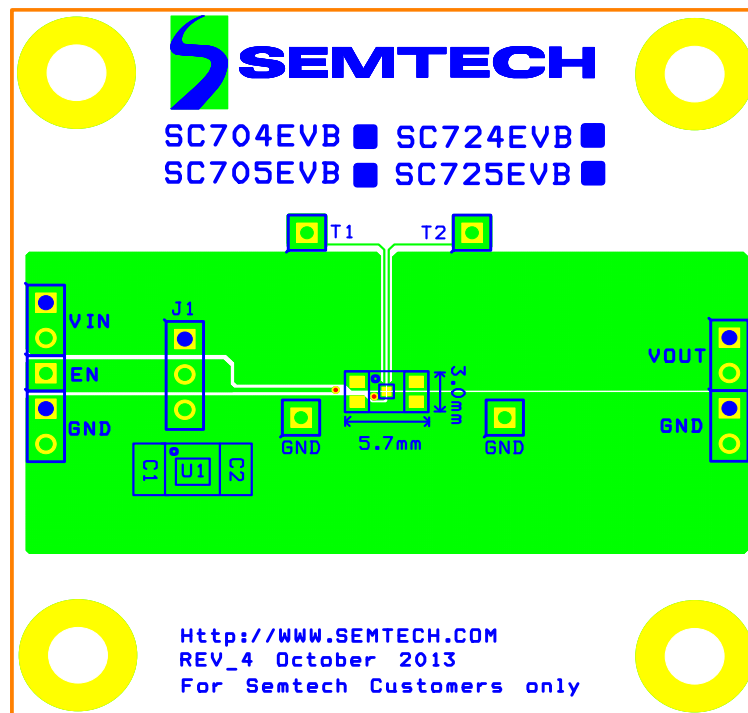 SEMTECH
SC704EVB SC724EVB
SC705EVB SC725EVB
T1 T2
J1
VIN
EN
VOUT
3.0mm
GND
GND
5.7mm
GND
GND
C1 U1 C2
Http://WWW.SEMTECH.COM
REV_4 October 2013
For Semtech Customers only